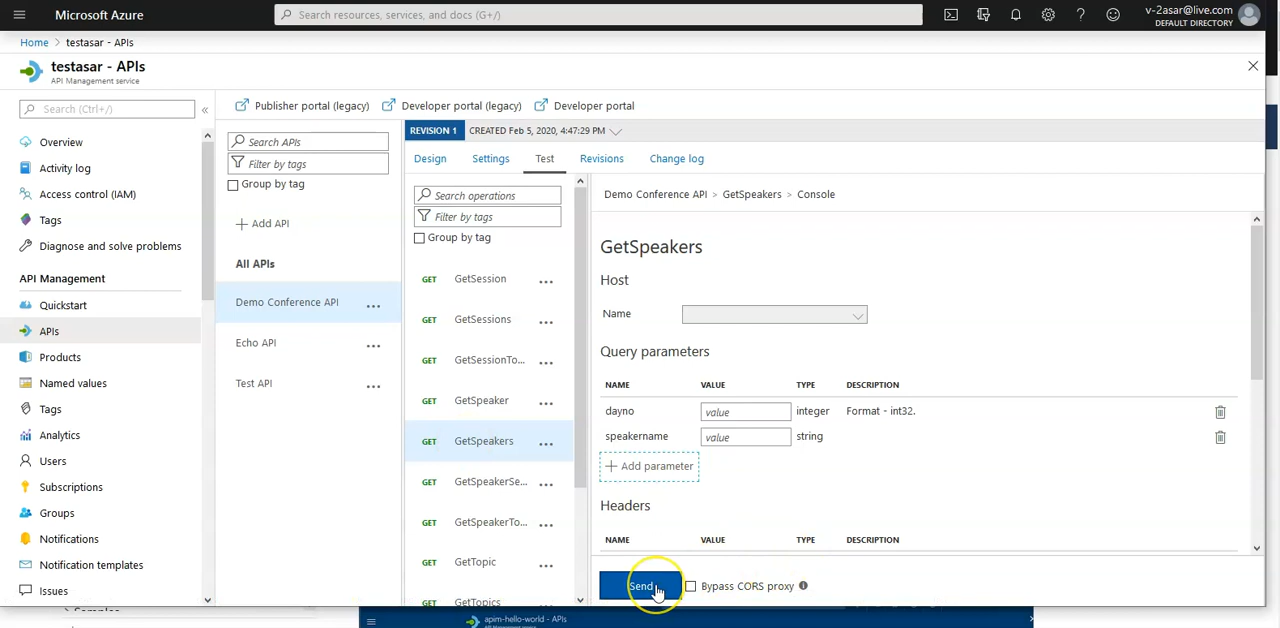 Microsoft Azure
Search resources, services, and docs (G+/)
v-2asar@live.com
DEFAULT DIRECTORY
Home > testasar - APIs
testasar - APIs
API Management service
Search (Ctrl+/)
«
Overview
Activity log
Access control (IAM)
Tags
Diagnose and solve problems
API Management
Quickstart
APIs
Products
Named values
Tags
Analytics
Users
Subscriptions
Groups
Notifications
Notification templates
Issues
Publisher portal (legacy)
Developer portal (legacy)
Developer portal
Search APIs
Filter by tags
Group by tag
+ Add API
All APIs
Demo Conference API ...
Echo API ...
Test API ...
REVISION 1 CREATED Feb 5, 2020, 4:47:29 PM
Design Settings Test Revisions Change log
Search operations
Filter by tags
Group by tag
GET GetSession ...
GET GetSessions ...
GET GetSessionTo... ...
GET GetSpeaker ...
GET GetSpeakers ...
GET GetSpeakerSe... ...
GET GetSpeakerTo... ...
GET GetTopic ...
GET GetTopics ...
Demo Conference API > GetSpeakers > Console
GetSpeakers
Host
Name
Query parameters
NAME VALUE TYPE DESCRIPTION
dayno value integer Format - int32.
speakername value string
+ Add parameter
Headers
NAME VALUE TYPE DESCRIPTION
Send Bypass CORS proxy
Samples
apim-hello-world - APIs